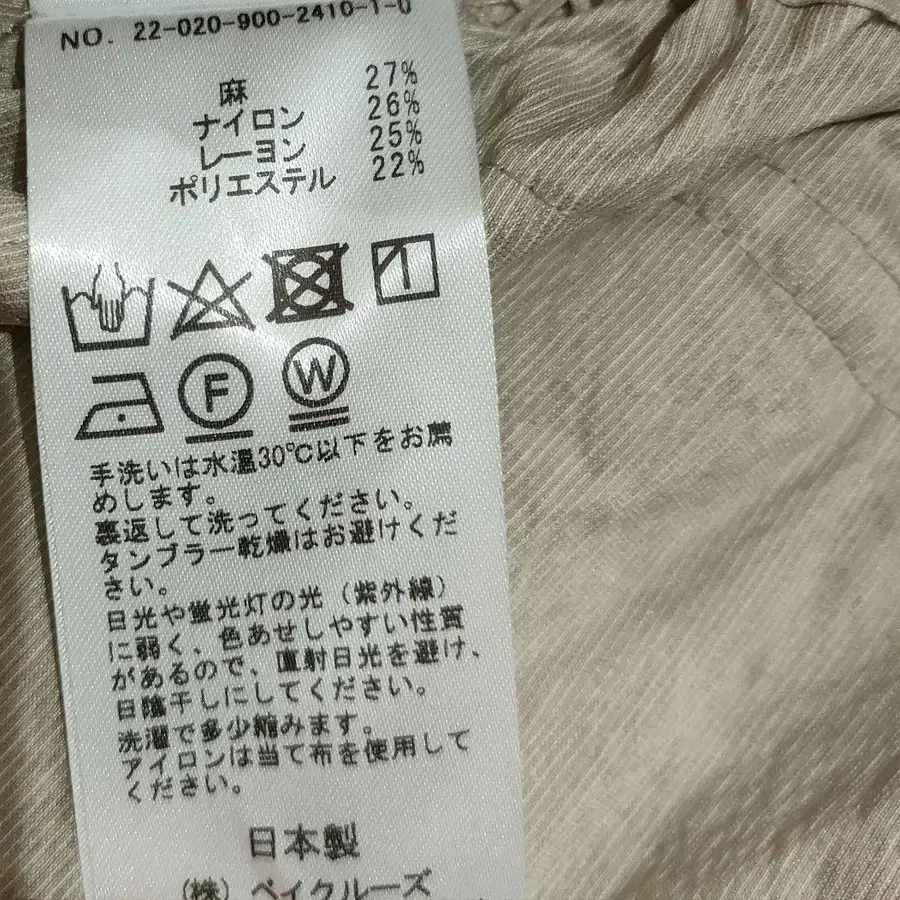 NO. 22-020-900-2410-1-0
麻 27%
ナイロン 26%
レーヨン 25%
ポリエステル 22%
F W
手洗いは水温30℃以下をお薦
めします。
裏返して洗ってください。
タンブラー乾燥はお避けくだ
さい。
日光や蛍光灯の光（紫外線）
に弱く、色あせしやすい性質
があるので、直射日光を避け、
日陰干しにしてください。
洗濯で多少縮みます。
アイロンは当て布を使用して
ください。
日本製
（株）ベイクルーズ